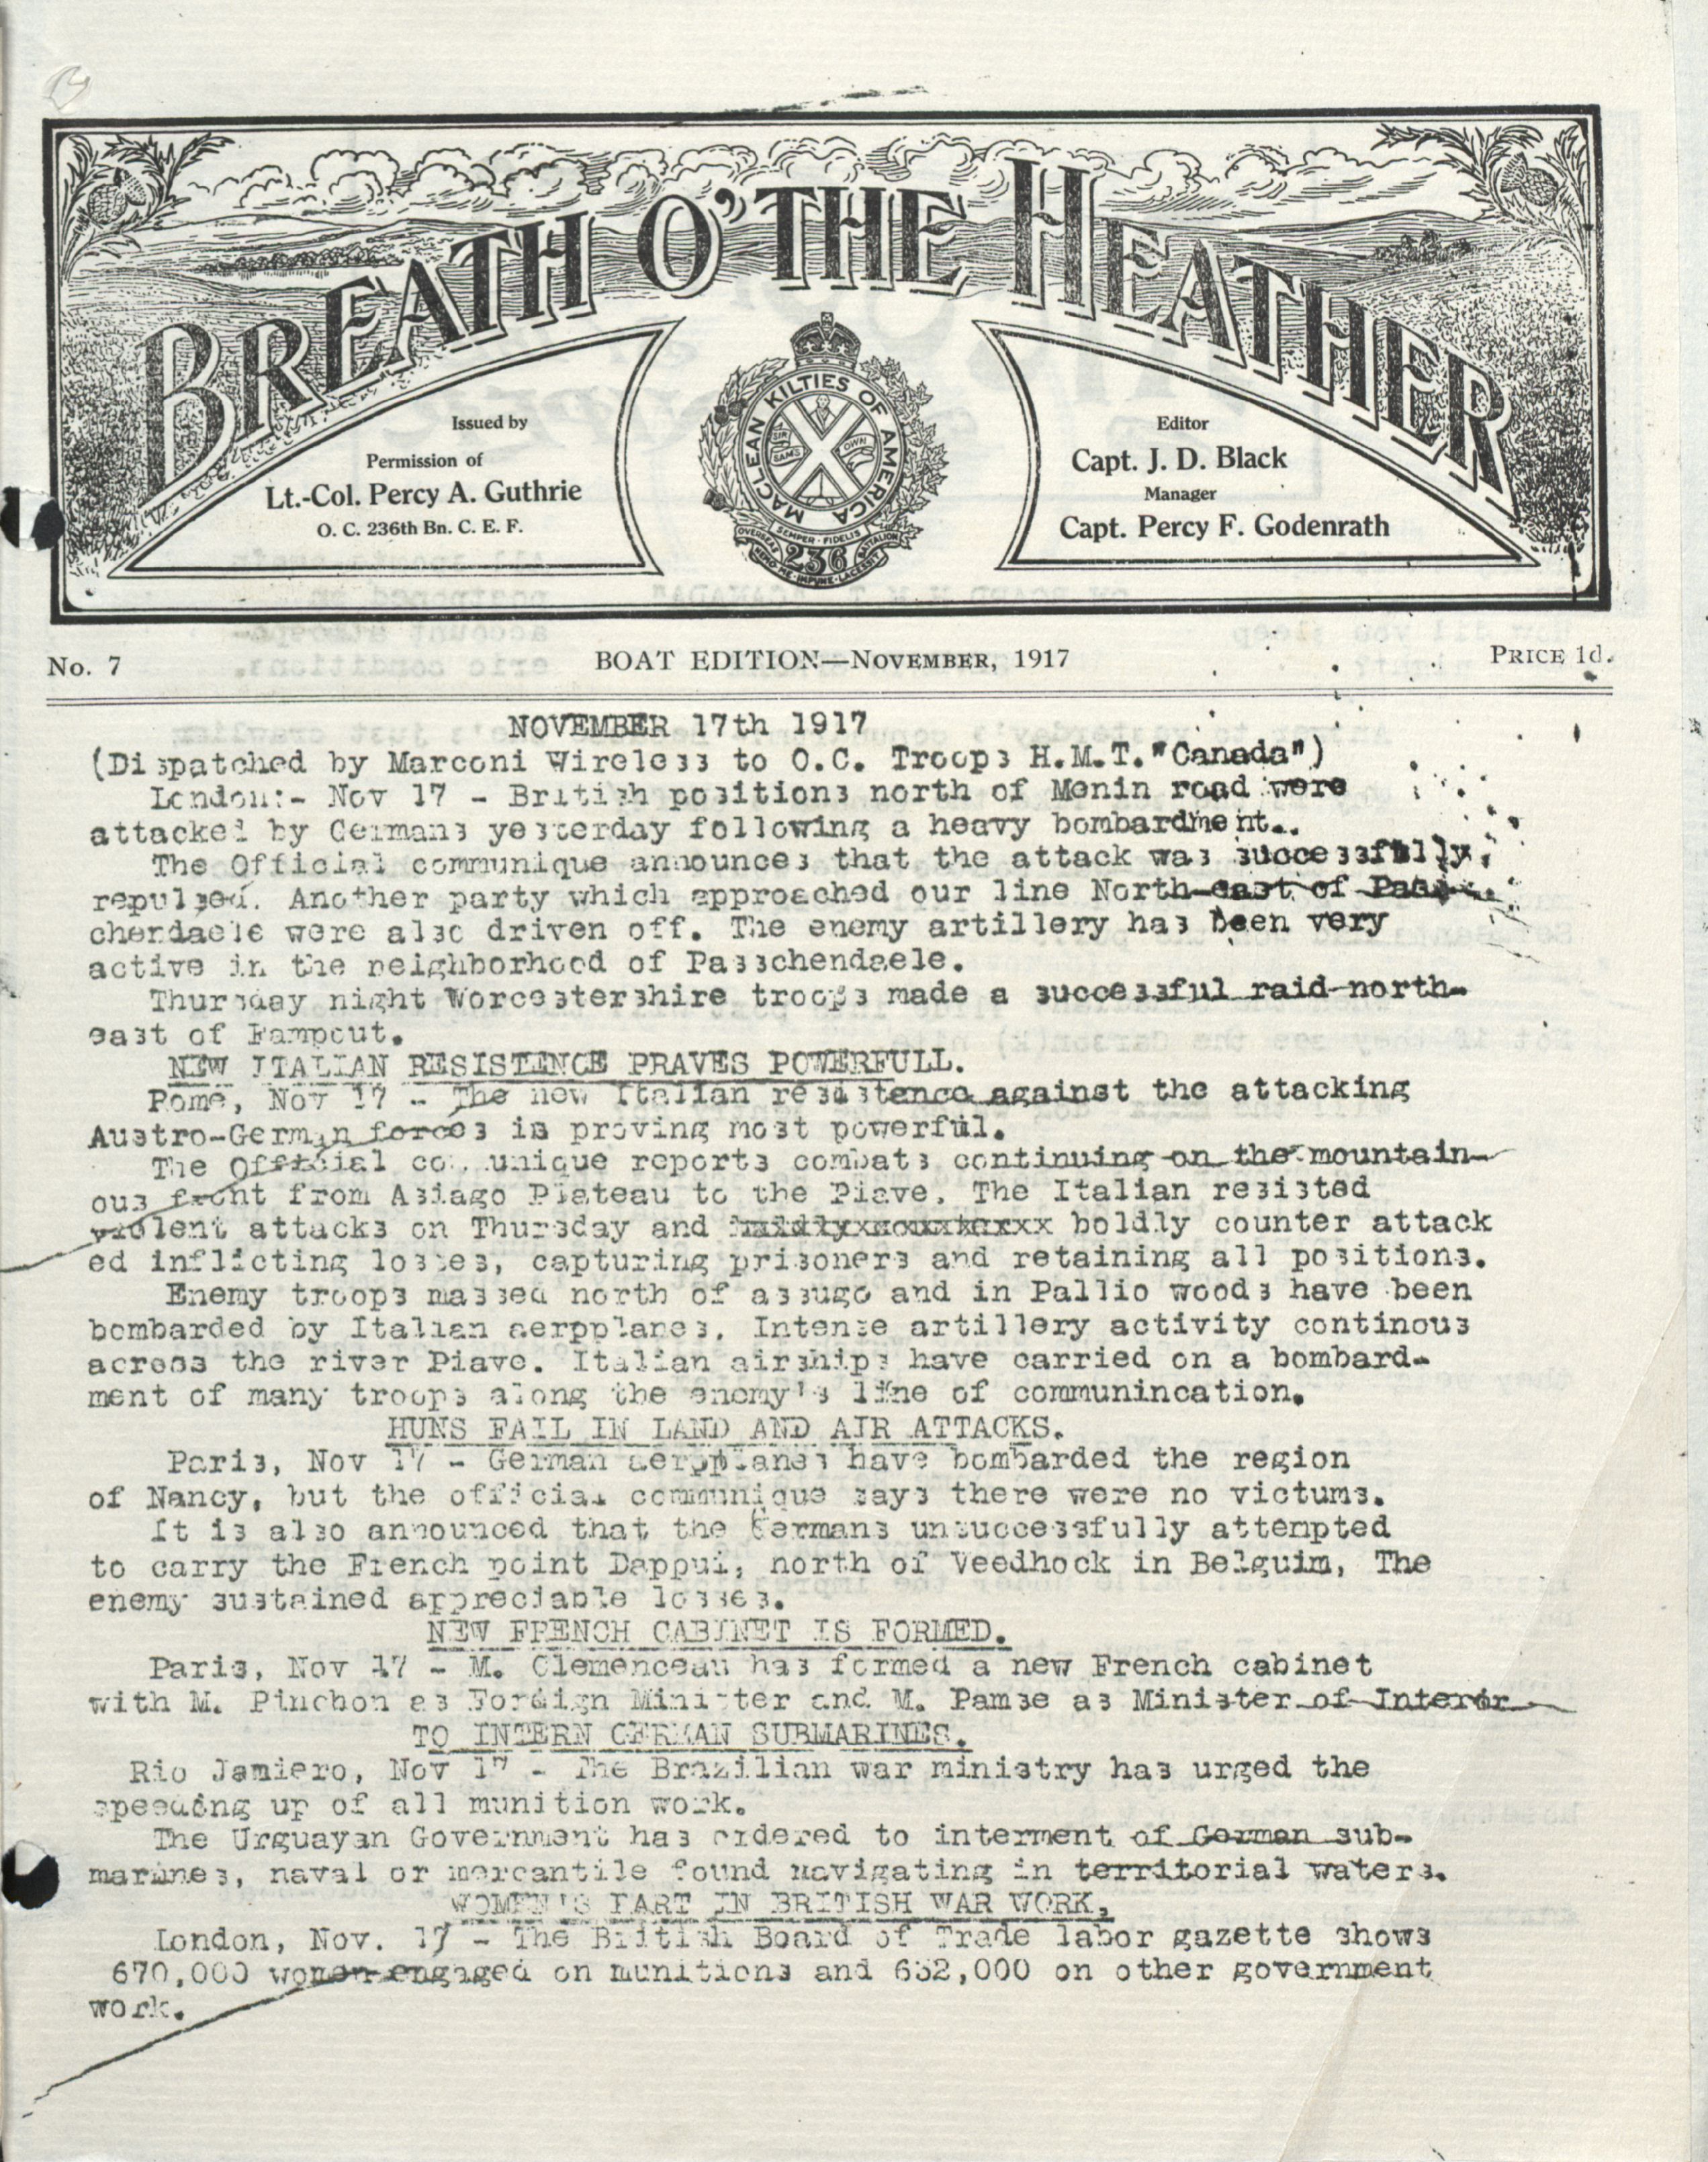 BREATH O' THE HEATHER
Issued by
Permission of
Lt.-Col. Percy A. Guthrie
O. C. 236th Bn. C. E. F.
MACLEAN KILTIES OF AMERICA
SIR SAM'S OWN
OVERSEAS SEMPER·FIDELIS BATTALION
236
NEMO·ME·IMPUNE·LACESSIT
Editor
Capt. J. D. Black
Manager
Capt. Percy F. Godenrath
No. 7 BOAT EDITION—NOVEMBER, 1917 PRICE 1d.
NOVEMBER 17th 1917
(Dispatched by Marconi Wireless to O.C. Troops H.M.T."Canada")
London:- Nov 17 - British positions north of Menin road were
attacked by Germans yesterday following a heavy bombardment..
The Official communique announces that the attack was successfully
repulsed. Another party which approached our line North-east of Pass-
chendaele were also driven off. The enemy artillery has been very
active in the neighborhood of Passchendaele.
Thursday night Worcestershire troops made a successful raid north-
east of Fampout.
NEW ITALIAN RESISTENCE PRAVES POWERFULL.
Rome, Nov 17 - The new Italian resistence against the attacking
Austro-German forces is proving most powerful.
The Official communique reports combats continuing on the mountain-
ous front from Asiago Plateau to the Piave. The Italian resisted
violent attacks on Thursday and boldly counter attack
ed inflicting losses, capturing prisoners and retaining all positions.
Enemy troops massed north of assugo and in Pallio woods have been
bombarded by Italian aerpplanes. Intense artillery activity continous
across the river Piave. Italian airships have carried on a bombard-
ment of many troops along the enemy's line of communincation.
HUNS FAIL IN LAND AND AIR ATTACKS.
Paris, Nov 17 - German aerpplanes have bombarded the region
of Nancy, but the official communique says there were no victums.
It is also announced that the Germans unsuccessfully attempted
to carry the French point Dappui, north of Veedhock in Belguim, The
enemy sustained appreciable losses.
NEW FRENCH CABINET IS FORMED.
Paris, Nov 17 - M. Clemenceau has formed a new French cabinet
with M. Pinchon as Foreign Minister and M. Pamse as Minister of Interor
TO INTERN GERMAN SUBMARINES.
Rio Jamiero, Nov 17 - The Brazilian war ministry has urged the
speeding up of all munition work.
The Urguayan Government has ordered to interment of German sub-
marines, naval or mercantile found navigating in territorial waters.
WOMEN'S PART IN BRITISH WAR WORK,
London, Nov. 17 - The British Board of Trade labor gazette shows
670,000 women engaged on munitions and 632,000 on other government
work.